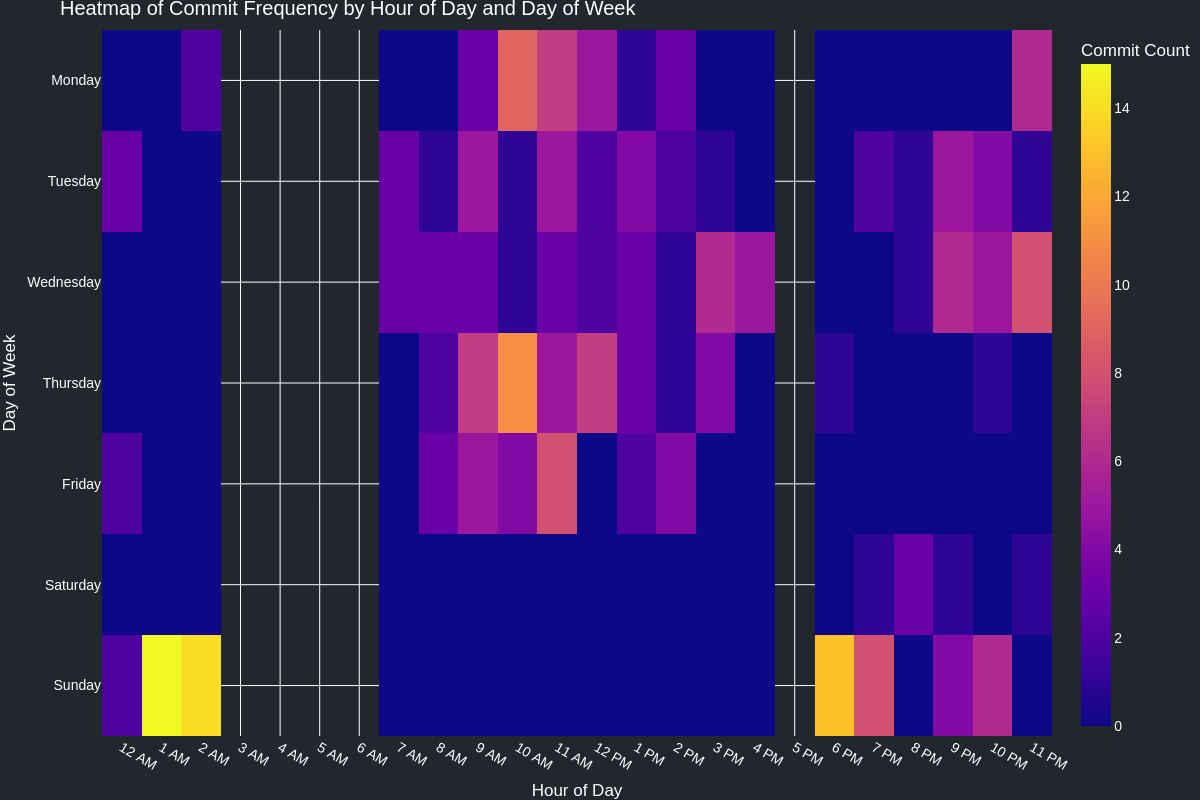 Heatmap of Commit Frequency by Hour of Day and Day of Week
Commit Count
14
12
10
8
6
4
2
0
Day of Week
Monday
Tuesday
Wednesday
Thursday
Friday
Saturday
Sunday
12 AM 1 AM 2 AM 3 AM 4 AM 5 AM 6 AM 7 AM 8 AM 9 AM 10 AM 11 AM 12 PM 1 PM 2 PM 3 PM 4 PM 5 PM 6 PM 7 PM 8 PM 9 PM 10 PM 11 PM
Hour of Day